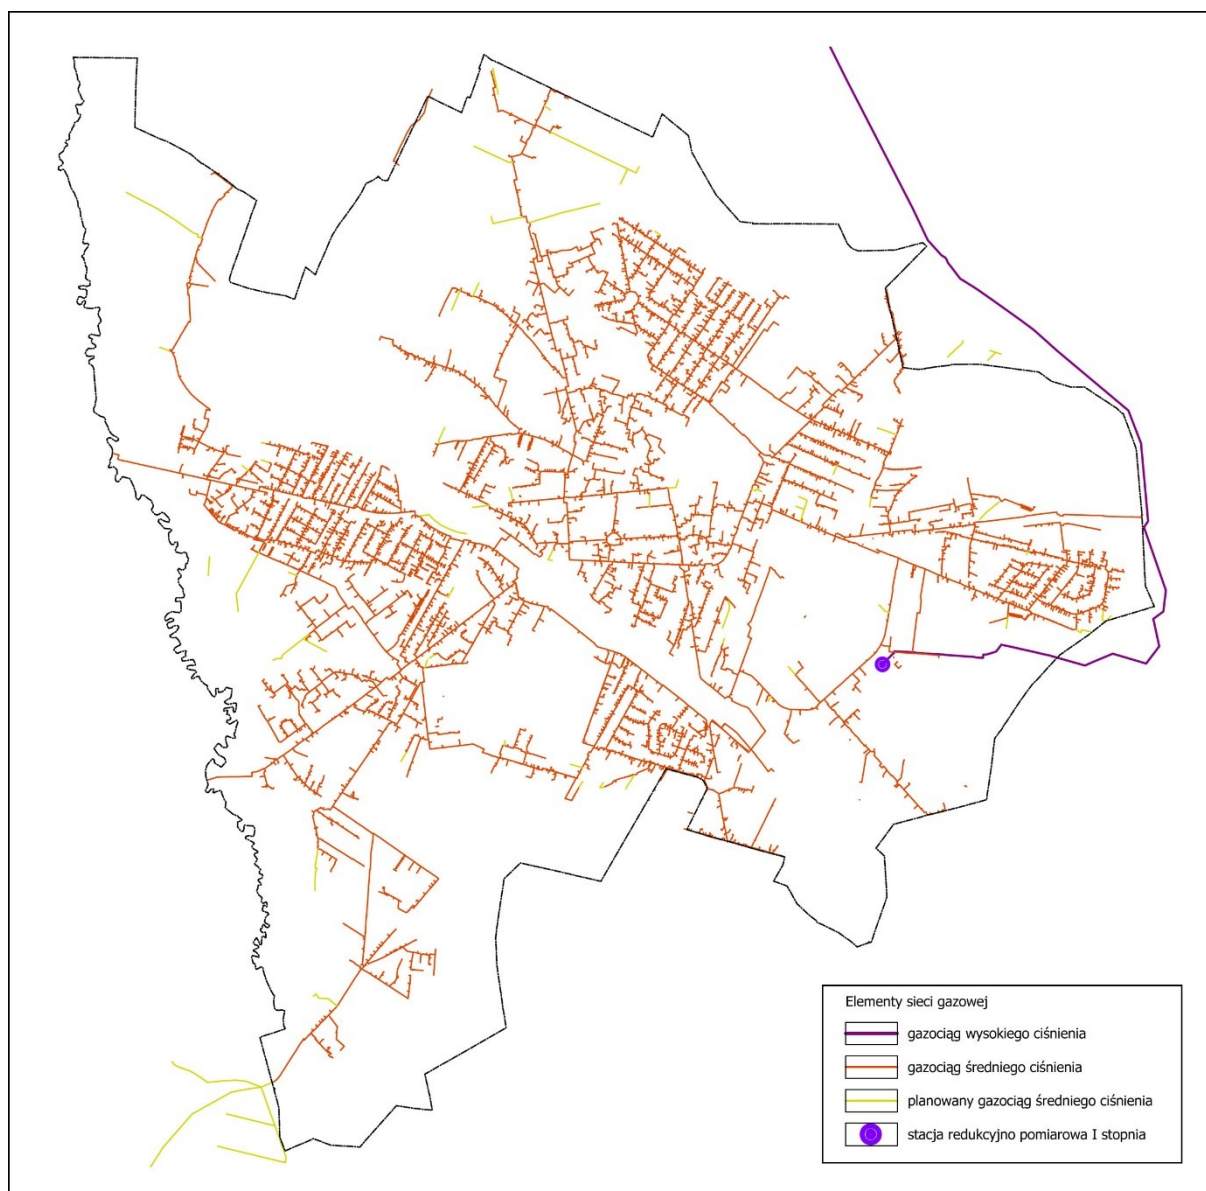 Elementy sieci gazowej
gazociąg wysokiego ciśnienia
gazociąg średniego ciśnienia
planowany gazociąg średniego ciśnienia
stacja redukcyjno pomiarowa I stopnia